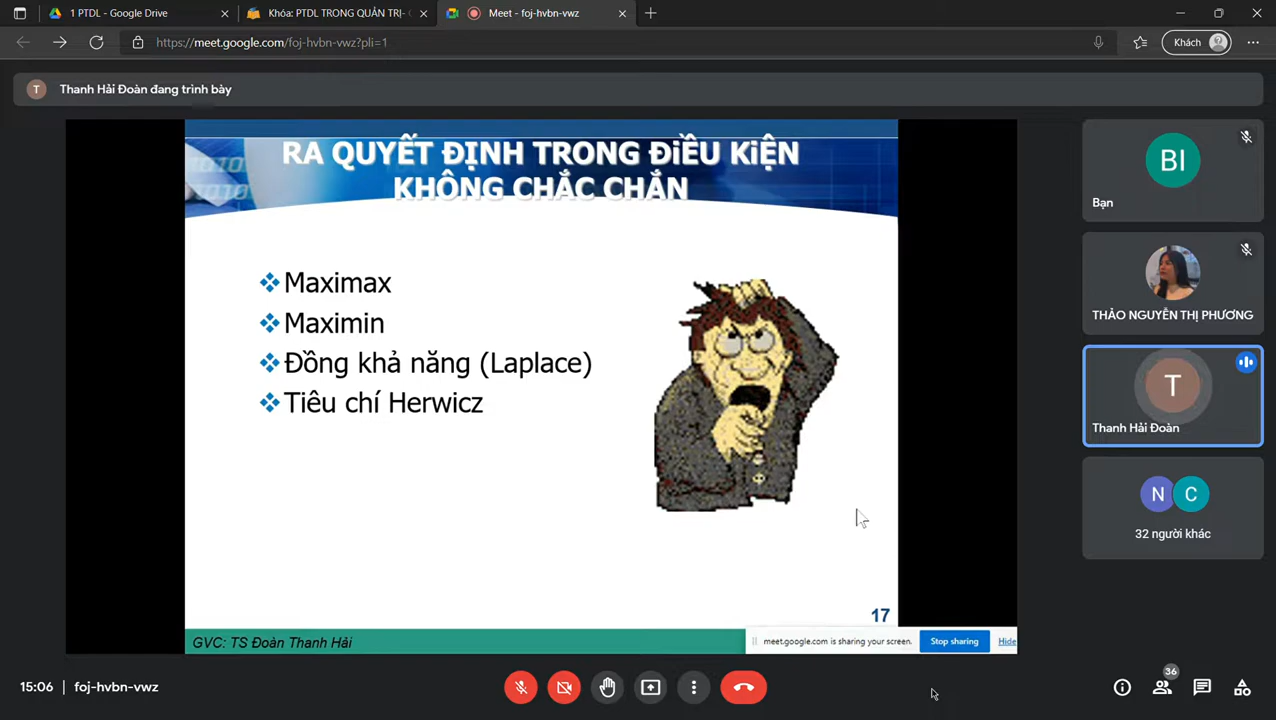 1 PTDL - Google Drive
Khóa: PTDL TRONG QUẢN TRỊ- C
Meet - foj-hvbn-vwz
https://meet.google.com/foj-hvbn-vwz?pli=1
Khách
T
Thanh Hải Đoàn đang trình bày
RA QUYẾT ĐỊNH TRONG ĐiỀU KiỆN
KHÔNG CHẮC CHẮN
Maximax
Maximin
Đồng khả năng (Laplace)
Tiêu chí Herwicz
17
GVC: TS Đoàn Thanh Hải
meet.google.com is sharing your screen.
Stop sharing
Hide
BI
Bạn
THẢO NGUYỄN THỊ PHƯƠNG
T
Thanh Hải Đoàn
N C
32 người khác
15:06 | foj-hvbn-vwz
36